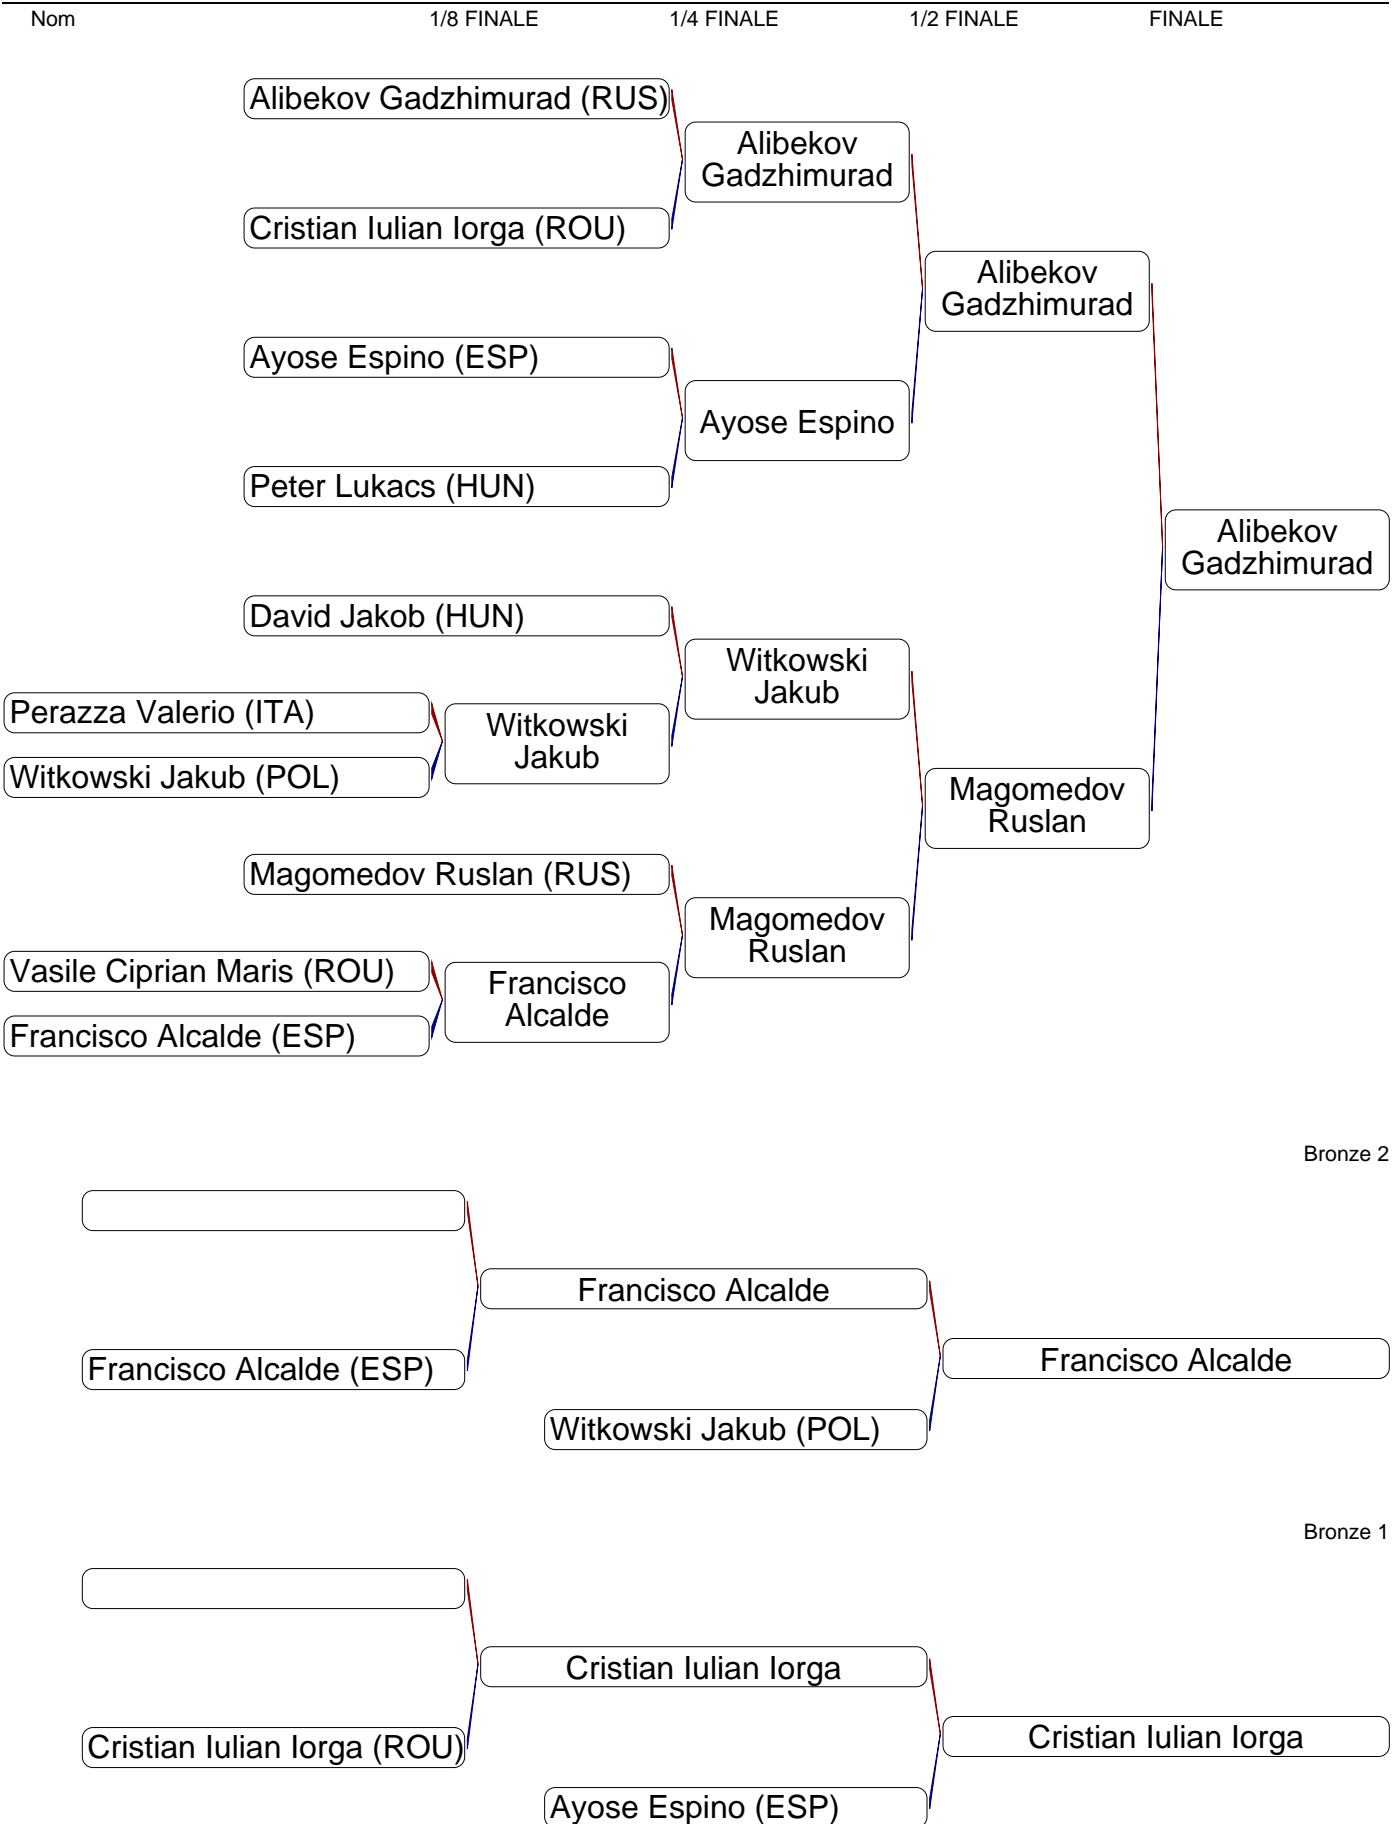 Nom 1/8 FINALE 1/4 FINALE 1/2 FINALE FINALE
Alibekov Gadzhimurad (RUS)
Alibekov
Gadzhimurad
Cristian Iulian Iorga (ROU)
Alibekov
Gadzhimurad
Ayose Espino (ESP)
Ayose Espino
Peter Lukacs (HUN)
Alibekov
Gadzhimurad
David Jakob (HUN)
Witkowski
Jakub
Perazza Valerio (ITA)
Witkowski
Jakub
Witkowski Jakub (POL)
Magomedov
Ruslan
Magomedov Ruslan (RUS)
Magomedov
Ruslan
Vasile Ciprian Maris (ROU)
Francisco
Alcalde
Francisco Alcalde (ESP)
Bronze 2
Francisco Alcalde
Francisco Alcalde (ESP)
Francisco Alcalde
Witkowski Jakub (POL)
Bronze 1
Cristian Iulian Iorga
Cristian Iulian Iorga (ROU)
Cristian Iulian Iorga
Ayose Espino (ESP)